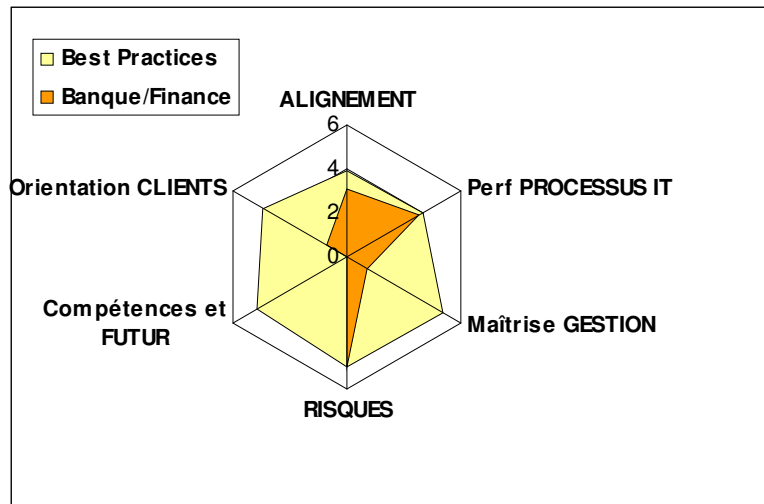 Best Practices
Banque/Finance
ALIGNEMENT
6
4
2
0
Orientation CLIENTS
Perf PROCESSUS IT
Compétences et
FUTUR
Maîtrise GESTION
RISQUES